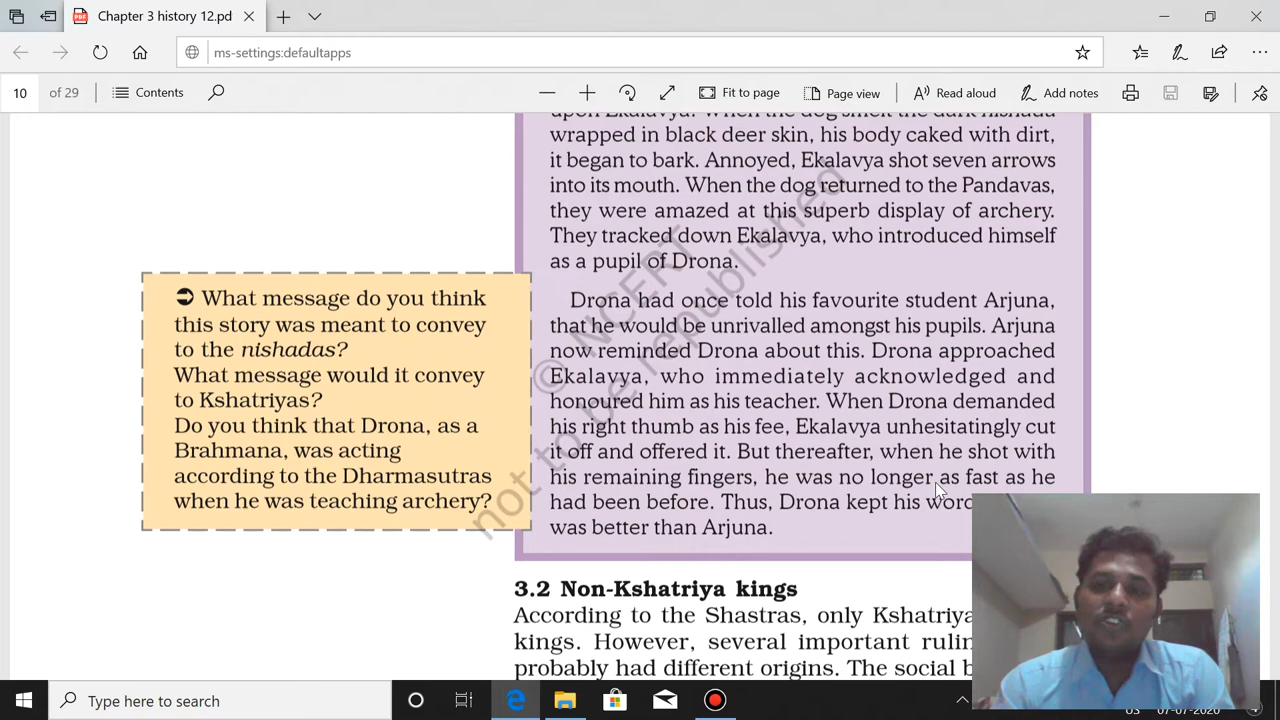 Chapter 3 history 12.pd
ms-settings:defaultapps
10 of 29 Contents Fit to page Page view Read aloud Add notes
wrapped in black deer skin, his body caked with dirt,
it began to bark. Annoyed, Ekalavya shot seven arrows
into its mouth. When the dog returned to the Pandavas,
they were amazed at this superb display of archery.
They tracked down Ekalavya, who introduced himself
as a pupil of Drona.
What message do you think
this story was meant to convey
to the nishadas?
What message would it convey
to Kshatriyas?
Do you think that Drona, as a
Brahmana, was acting
according to the Dharmasutras
when he was teaching archery?
Drona had once told his favourite student Arjuna,
that he would be unrivalled amongst his pupils. Arjuna
now reminded Drona about this. Drona approached
Ekalavya, who immediately acknowledged and
honoured him as his teacher. When Drona demanded
his right thumb as his fee, Ekalavya unhesitatingly cut
it off and offered it. But thereafter, when he shot with
his remaining fingers, he was no longer as fast as he
had been before. Thus, Drona kept his word
was better than Arjuna.
© NCERT
not to be republished
3.2 Non-Kshatriya kings
According to the Shastras, only Kshatriya
kings. However, several important rulin
probably had different origins. The social b
Type here to search
07-07-2020